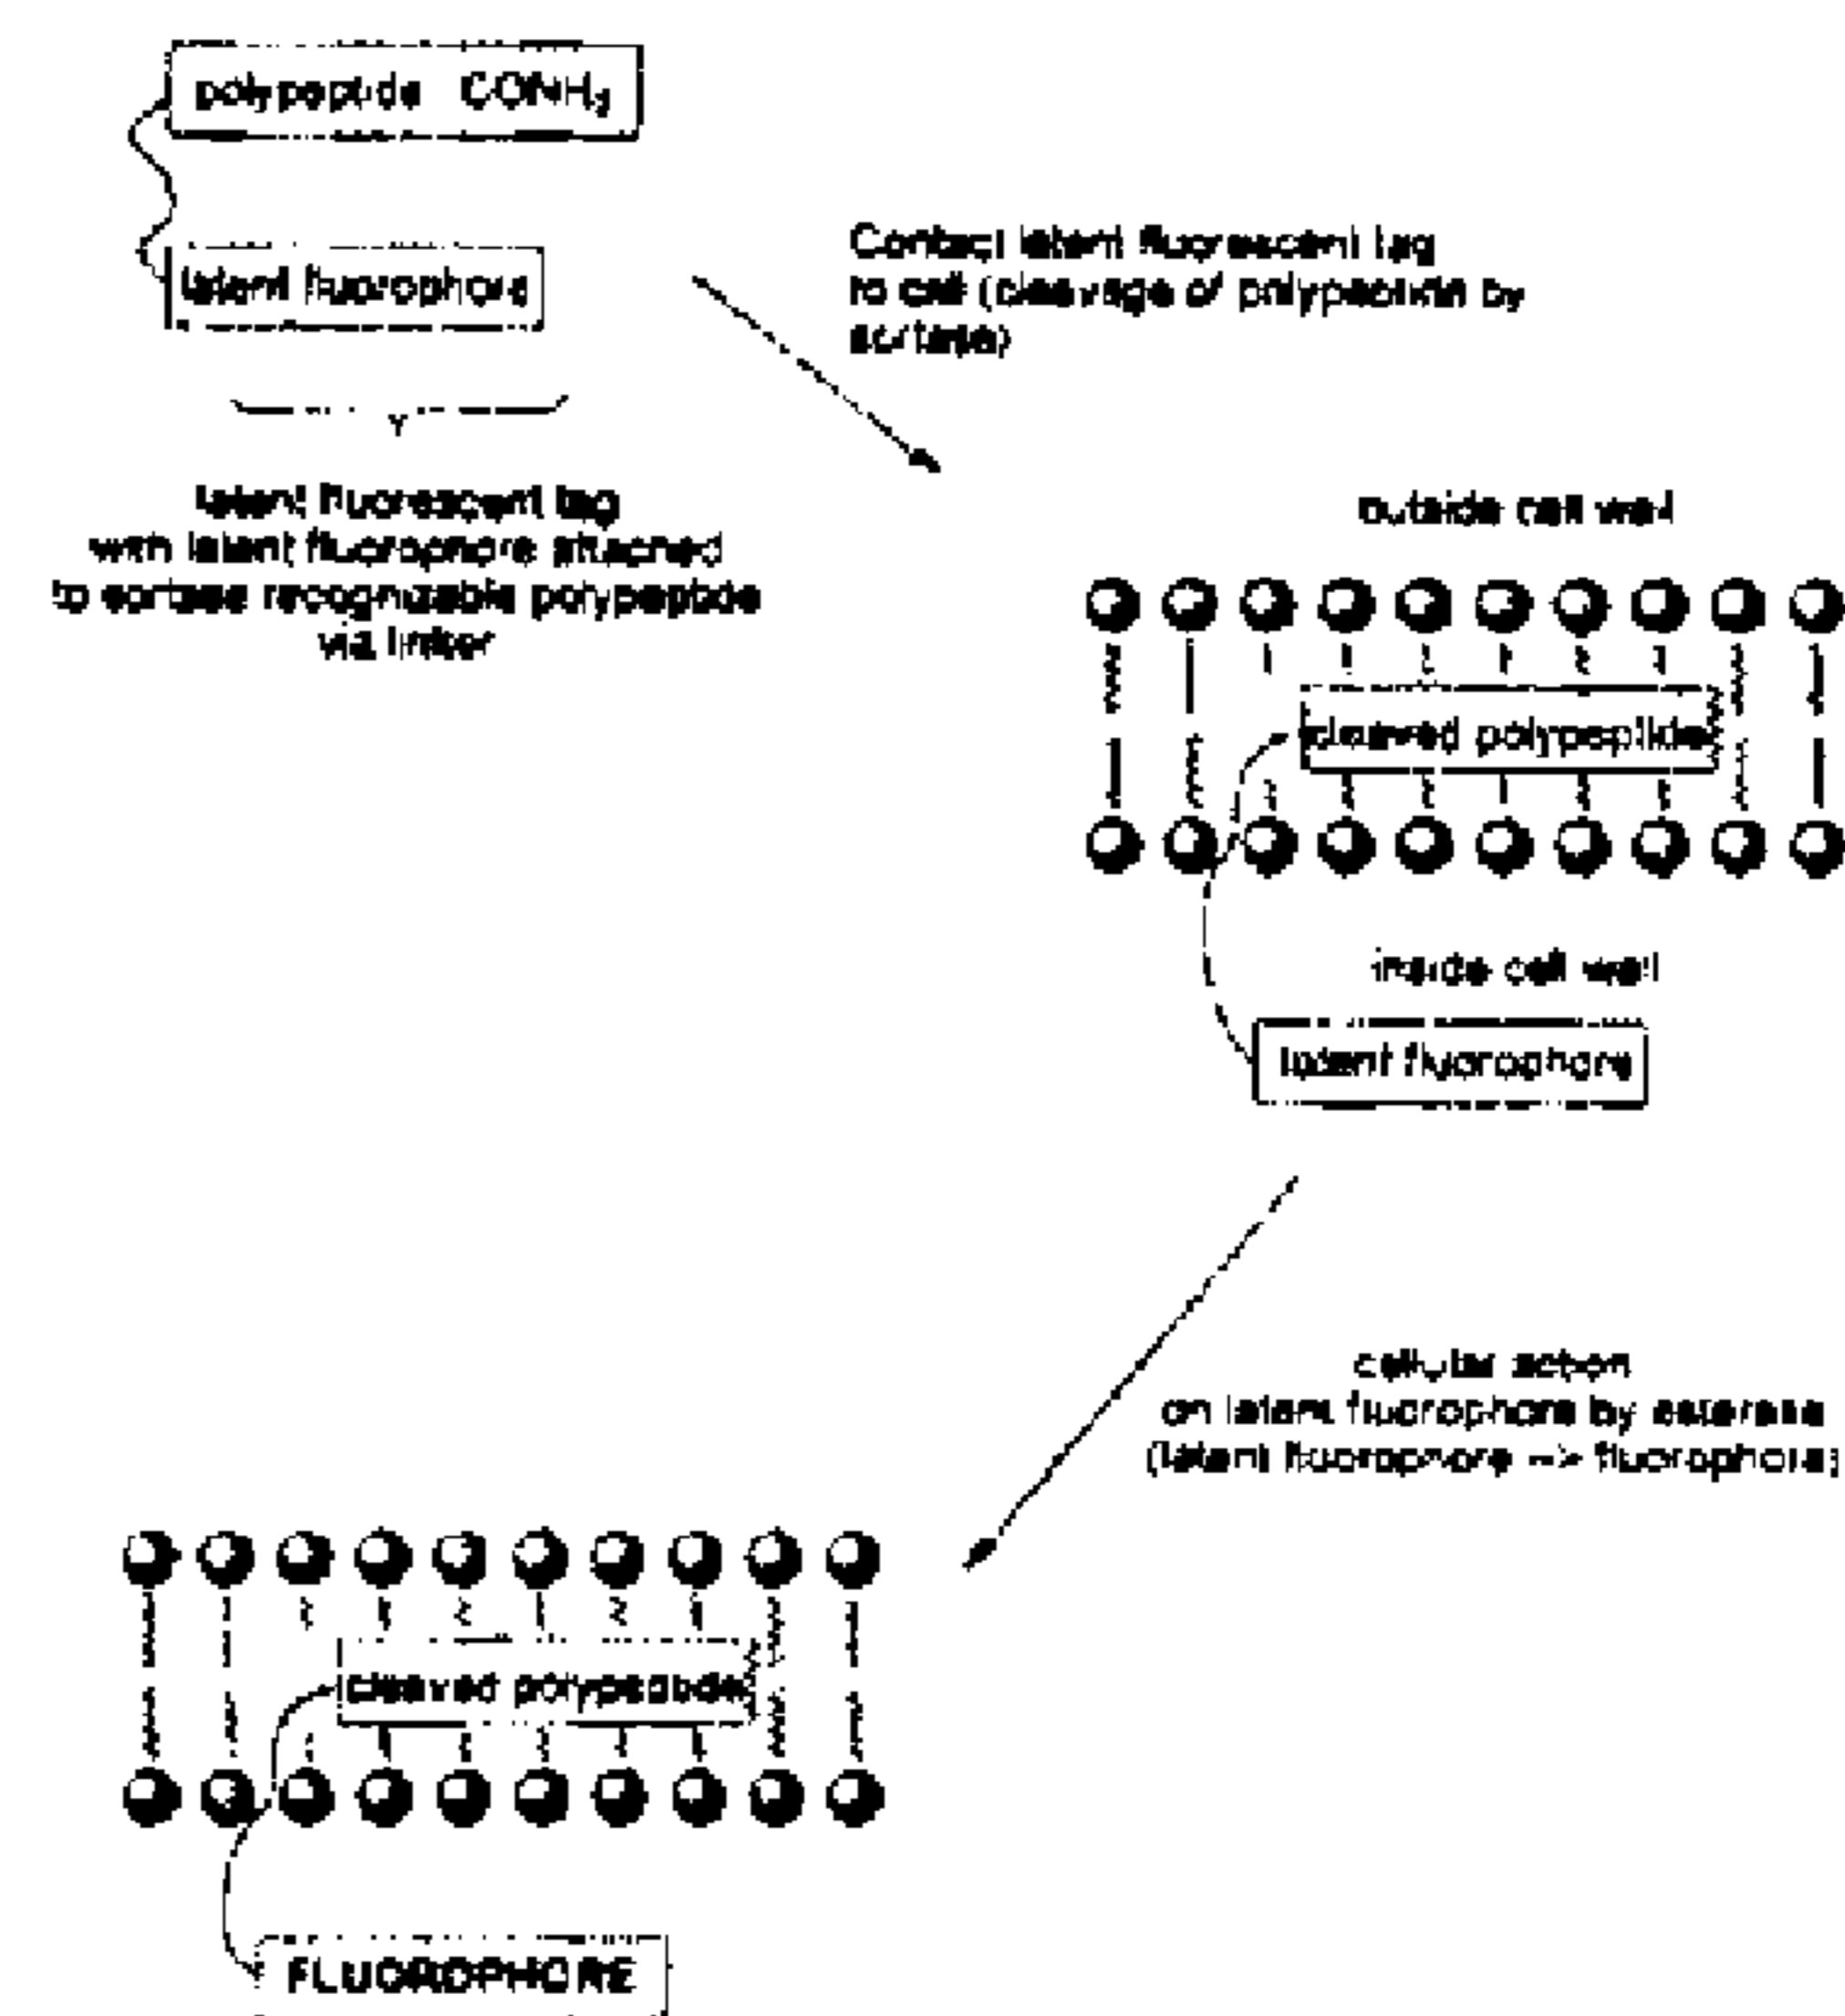 polypeptide CONH₂
latent fluorophore
Contact latent fluorescent tag
to cell (cleavage of polypeptide by
sortase)
latent fluorescent tag
with latent fluorophore attached
to sortase recognizable polypeptide
via linker
outside cell wall
cleaved polypeptide
inside cell wall
latent fluorophore
cellular action
on latent fluorophore by esterase
(latent fluorophore --> fluorophore)
cleaved polypeptide
FLUOROPHORE